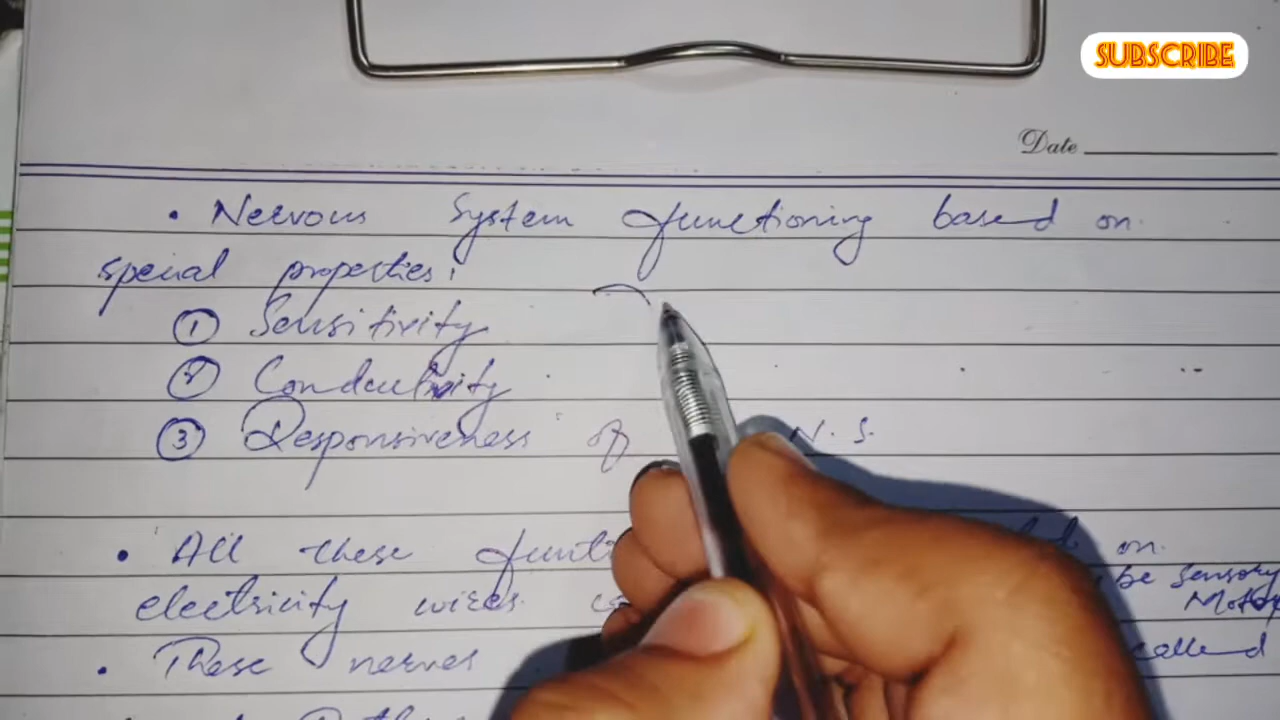 SUBSCRIBE
Date
• Nervous System functioning based on
special properties:
① Sensitivity
② Conductivity
③ Responsiveness of N.S.
• All these on
electricity wires be Sensory
Motor
• These nerves called